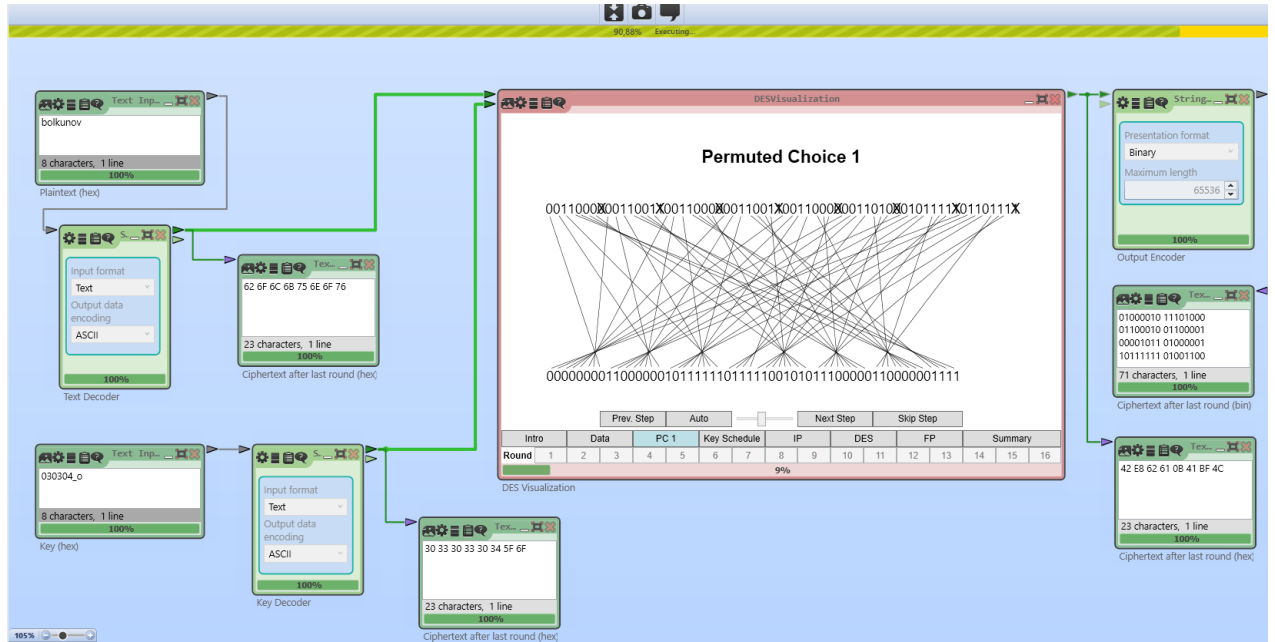 90,88% Executing...
Text Inp...
bolkunov
8 characters, 1 line
100%
Plaintext (hex)
S...
Input format
Text
Output data
encoding
ASCII
100%
Text Decoder
Tex...
62 6F 6C 6B 75 6E 6F 76
23 characters, 1 line
100%
Ciphertext after last round (hex)
Text Inp...
030304_o
8 characters, 1 line
100%
Key (hex)
S...
Input format
Text
Output data
encoding
ASCII
100%
Key Decoder
Tex...
30 33 30 33 30 34 5F 6F
23 characters, 1 line
100%
Ciphertext after last round (hex)
DESVisualization
Permuted Choice 1
Prev. Step Auto Next Step Skip Step
Intro Data PC 1 Key Schedule IP DES FP Summary
Round 1 2 3 4 5 6 7 8 9 10 11 12 13 14 15 16
9%
DES Visualization
String...
Presentation format
Binary
Maximum length
65536
100%
Output Encoder
Tex...
01000010 11101000
01100010 01100001
00001011 01000001
10111111 01001100
71 characters, 1 line
100%
Ciphertext after last round (bin)
Tex...
42 E8 62 61 0B 41 BF 4C
23 characters, 1 line
100%
Ciphertext after last round (hex)
105%